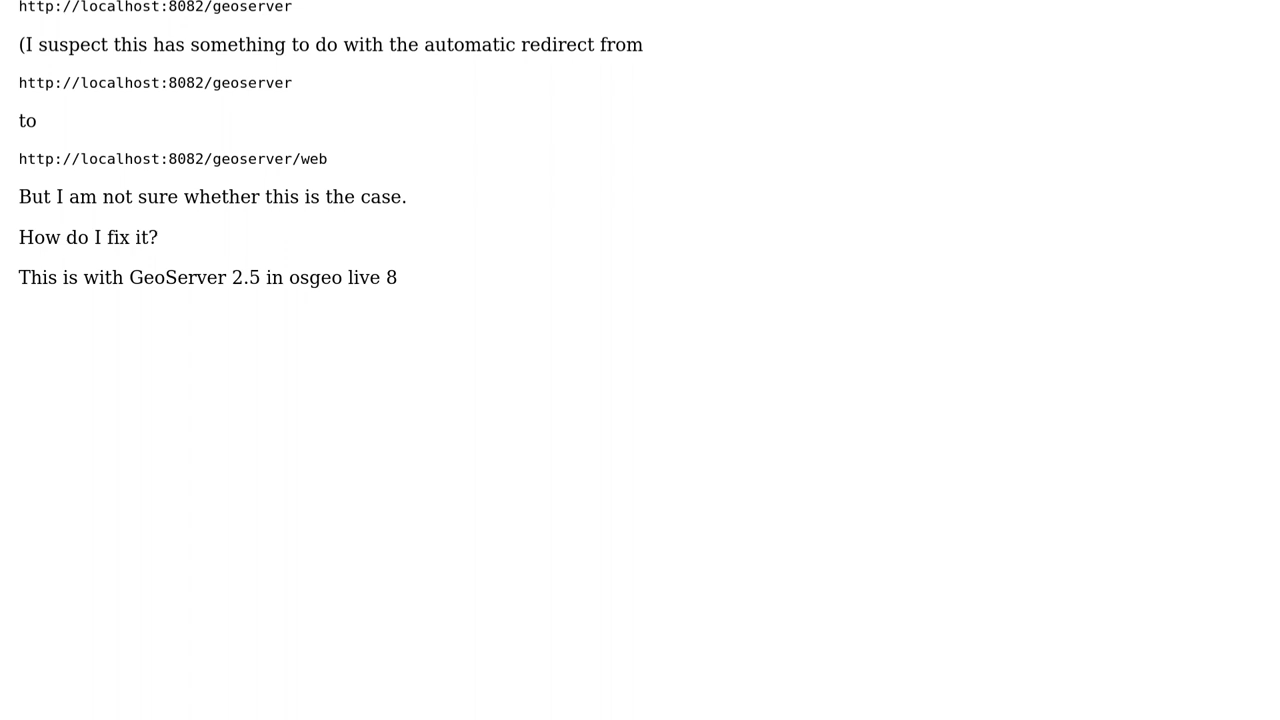 http://localhost:8082/geoserver
(I suspect this has something to do with the automatic redirect from
http://localhost:8082/geoserver
to
http://localhost:8082/geoserver/web
But I am not sure whether this is the case.
How do I fix it?
This is with GeoServer 2.5 in osgeo live 8